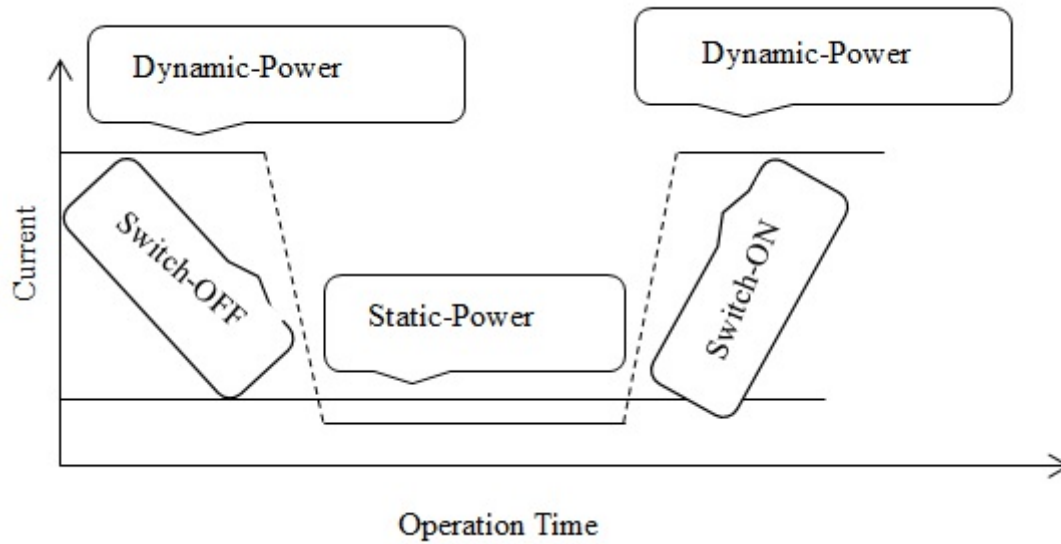 Dynamic-Power
Dynamic-Power
Switch-OFF
Switch-ON
Current
Static-Power
Operation Time